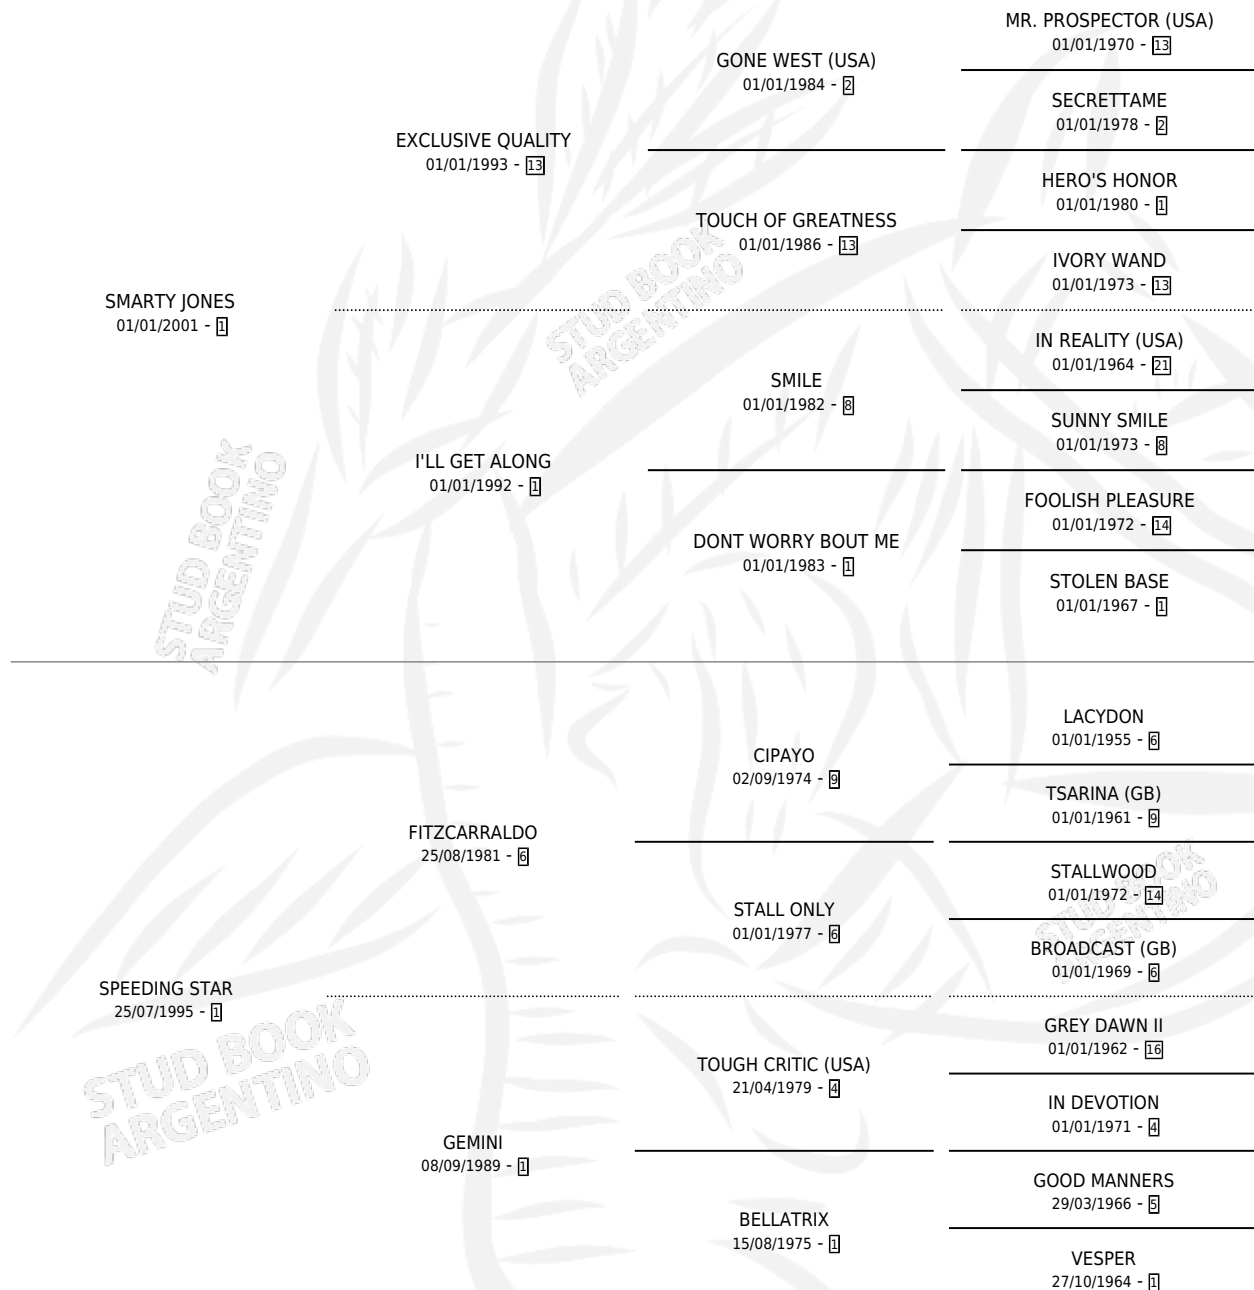 MR. PROSPECTOR (USA)
01/01/1970 - 13
GONE WEST (USA)
01/01/1984 - 2
SECRETTAME
01/01/1978 - 2
EXCLUSIVE QUALITY
01/01/1993 - 13
HERO'S HONOR
01/01/1980 - 1
TOUCH OF GREATNESS
01/01/1986 - 13
IVORY WAND
01/01/1973 - 13
SMARTY JONES
01/01/2001 - 1
IN REALITY (USA)
01/01/1964 - 21
SMILE
01/01/1982 - 8
SUNNY SMILE
01/01/1973 - 8
I'LL GET ALONG
01/01/1992 - 1
FOOLISH PLEASURE
01/01/1972 - 14
DONT WORRY BOUT ME
01/01/1983 - 1
STOLEN BASE
01/01/1967 - 1
LACYDON
01/01/1955 - 6
CIPAYO
02/09/1974 - 9
TSARINA (GB)
01/01/1961 - 9
FITZCARRALDO
25/08/1981 - 6
STALLWOOD
01/01/1972 - 14
STALL ONLY
01/01/1977 - 6
BROADCAST (GB)
01/01/1969 - 6
SPEEDING STAR
25/07/1995 - 1
GREY DAWN II
01/01/1962 - 16
TOUGH CRITIC (USA)
21/04/1979 - 4
IN DEVOTION
01/01/1971 - 4
GEMINI
08/09/1989 - 1
GOOD MANNERS
29/03/1966 - 5
BELLATRIX
15/08/1975 - 1
VESPER
27/10/1964 - 1
STUD BOOK
ARGENTINO
STUD BOOK
ARGENTINO
STUD BOOK
ARGENTINO
STUD BOOK
ARGENTINO